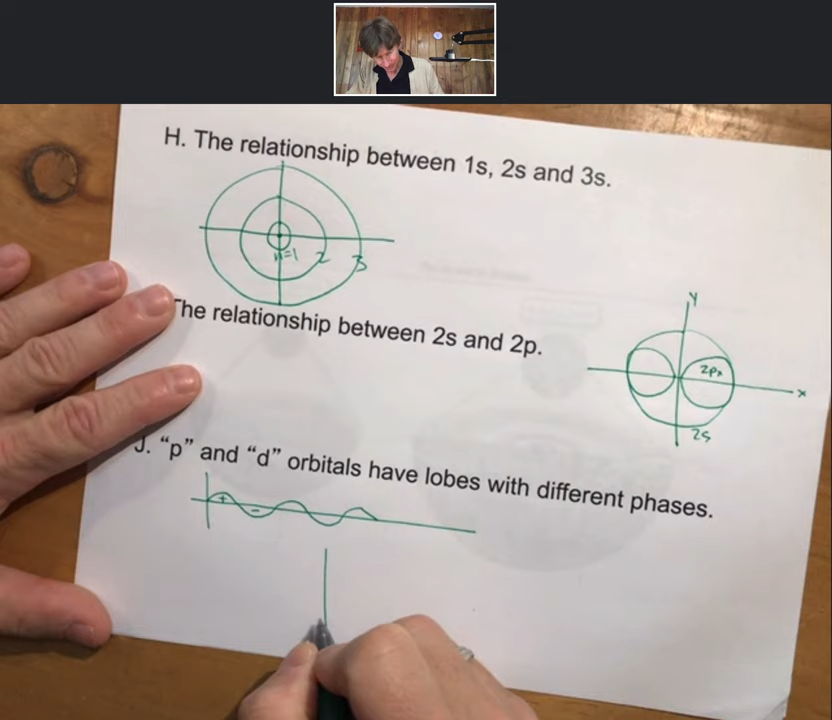 H. The relationship between 1s, 2s and 3s.
n=1 2 3
The relationship between 2s and 2p.
y
2px
x
2s
J. "p" and "d" orbitals have lobes with different phases.
+ -